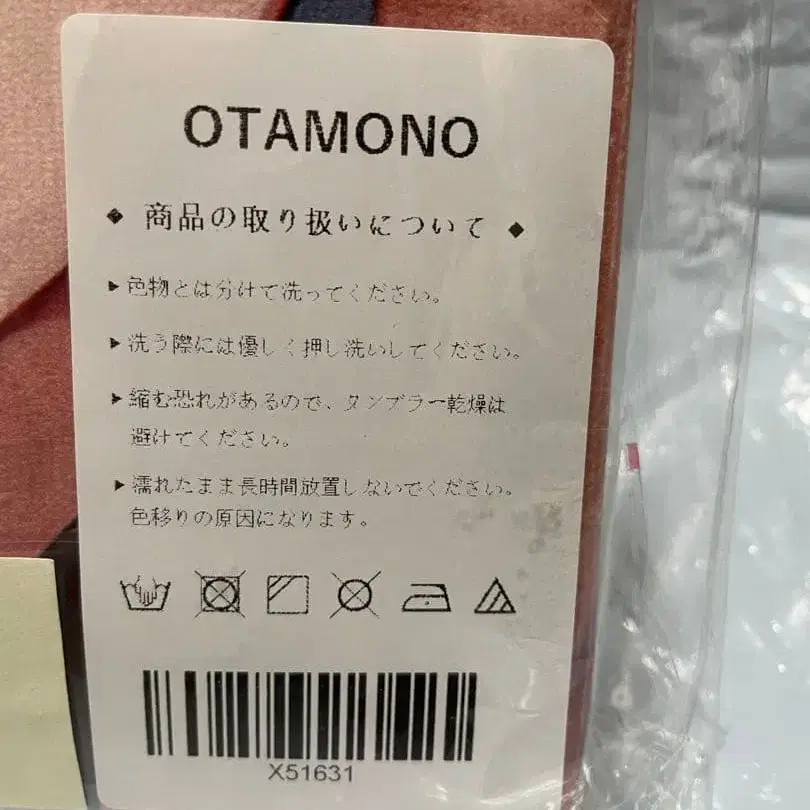 OTAMONO
◆ 商品の取り扱いについて ◆
▶色物とは分けて洗ってください。
▶洗う際には優しく押し洗いしてください。
▶縮む恐れがあるので、タンブラー乾燥は
避けてください。
▶濡れたまま長時間放置しないでください。
色移りの原因になります。
X51631